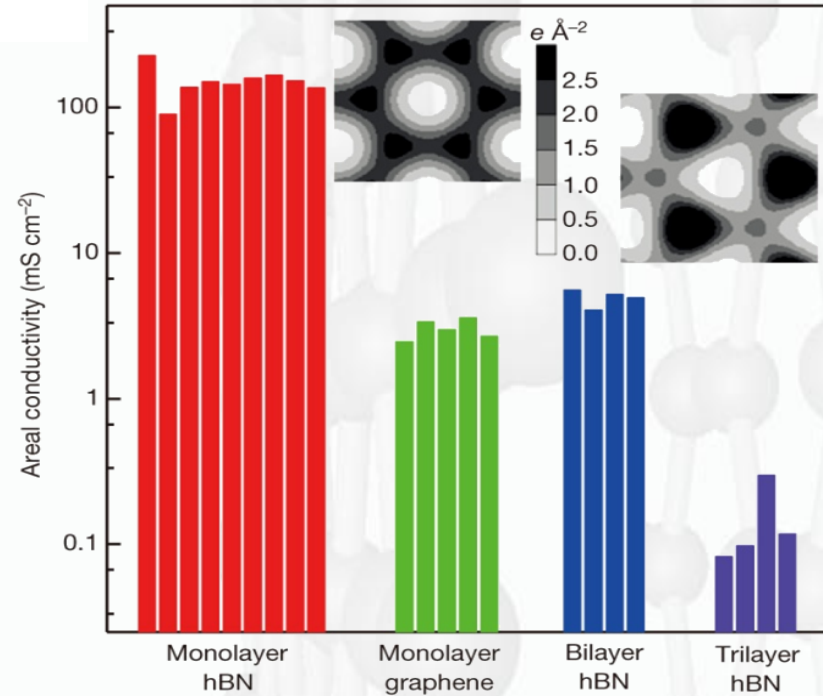 e Å⁻²
2.5
2.0
1.5
1.0
0.5
0.0
Areal conductivity (mS cm⁻²)
100
10
1
0.1
Monolayer
hBN
Monolayer
graphene
Bilayer
hBN
Trilayer
hBN